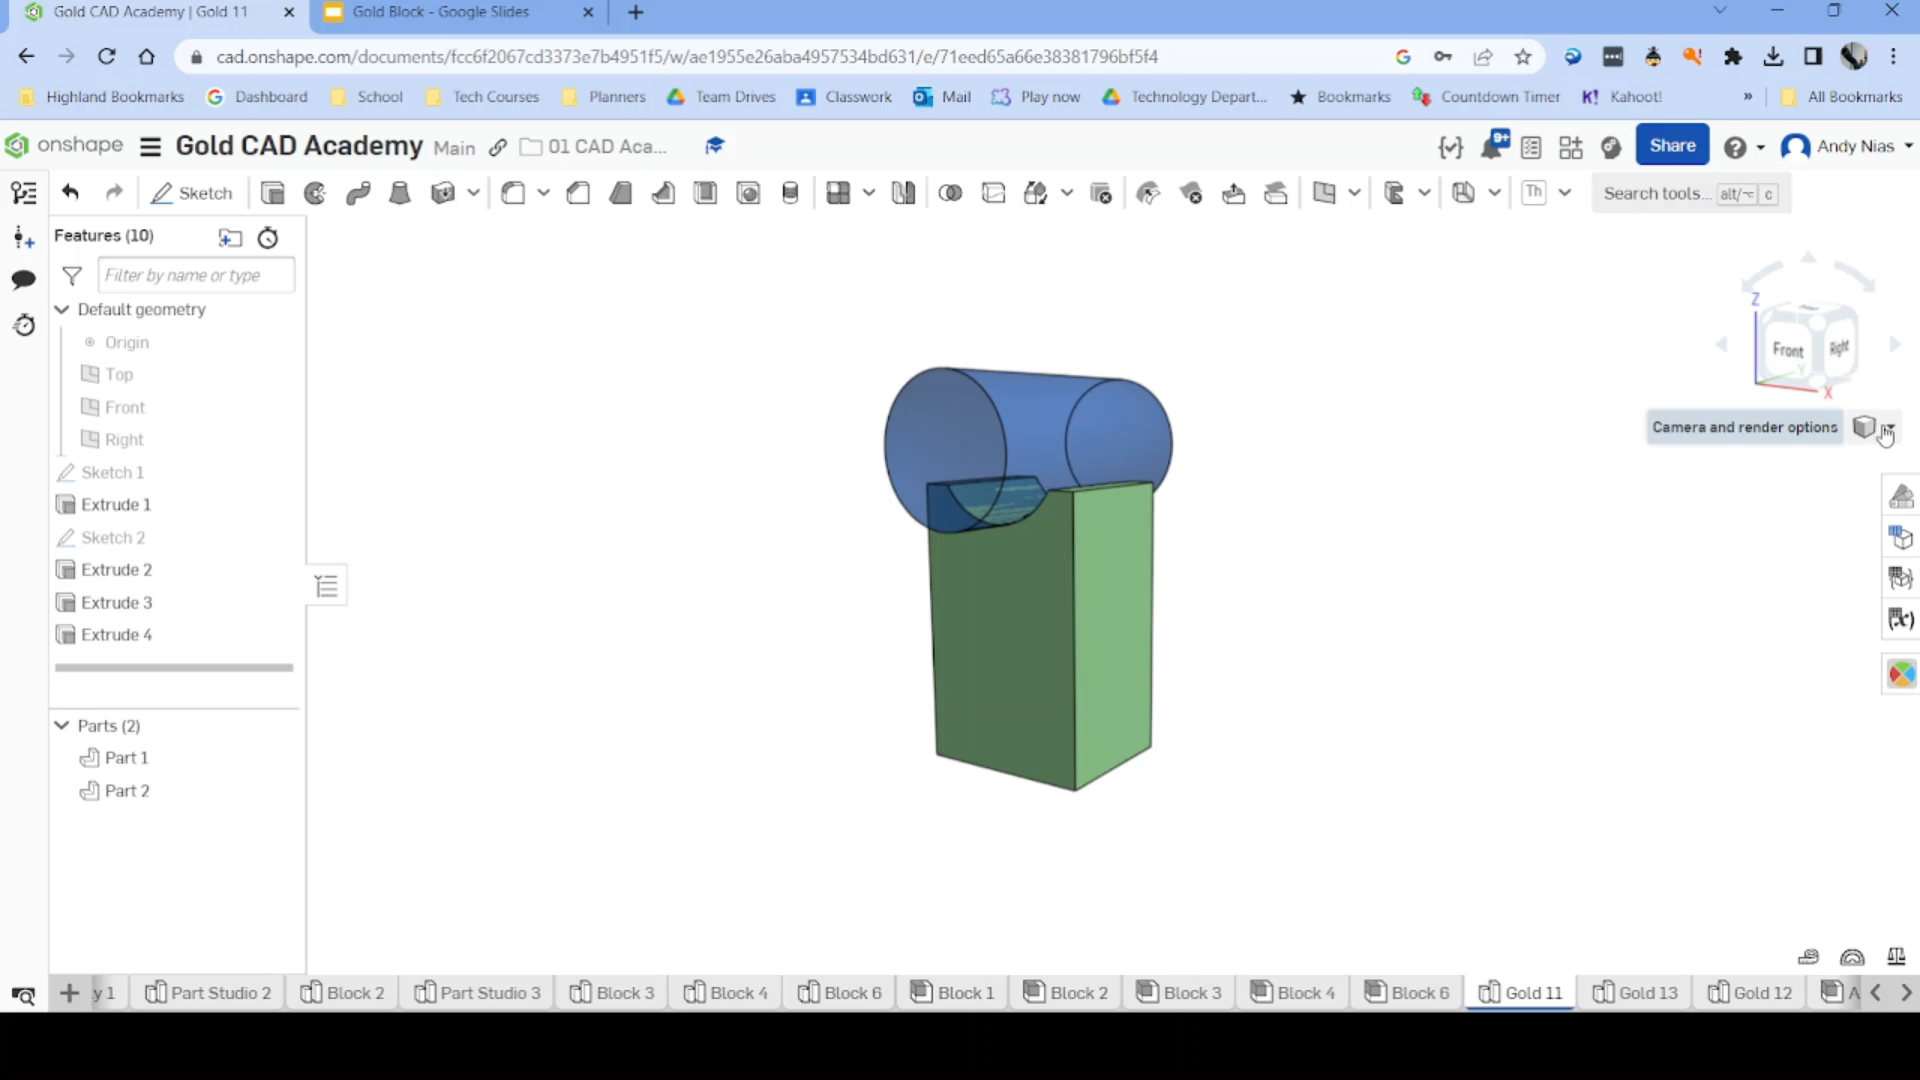 Gold CAD Academy | Gold 11
Gold Block - Google Slides
cad.onshape.com/documents/fcc6f2067cd3373e7b4951f5/w/ae1955e26aba4957534bd631/e/71eed65a66e38381796bf5f4
Highland Bookmarks Dashboard School Tech Courses Planners Team Drives Classwork Mail Play now Technology Depart... Bookmarks Countdown Timer K! Kahoot! » All Bookmarks
onshape Gold CAD Academy Main 01 CAD Aca... 9+ Share Andy Nias
Sketch Th Search tools... alt/⌥ c
Features (10)
Filter by name or type
Default geometry
Origin
Top
Front
Right
Sketch 1
Extrude 1
Sketch 2
Extrude 2
Extrude 3
Extrude 4
Parts (2)
Part 1
Part 2
Z
Front Right
Y
X
Camera and render options
(x)
y 1 Part Studio 2 Block 2 Part Studio 3 Block 3 Block 4 Block 6 Block 1 Block 2 Block 3 Block 4 Block 6 Gold 11 Gold 13 Gold 12 A